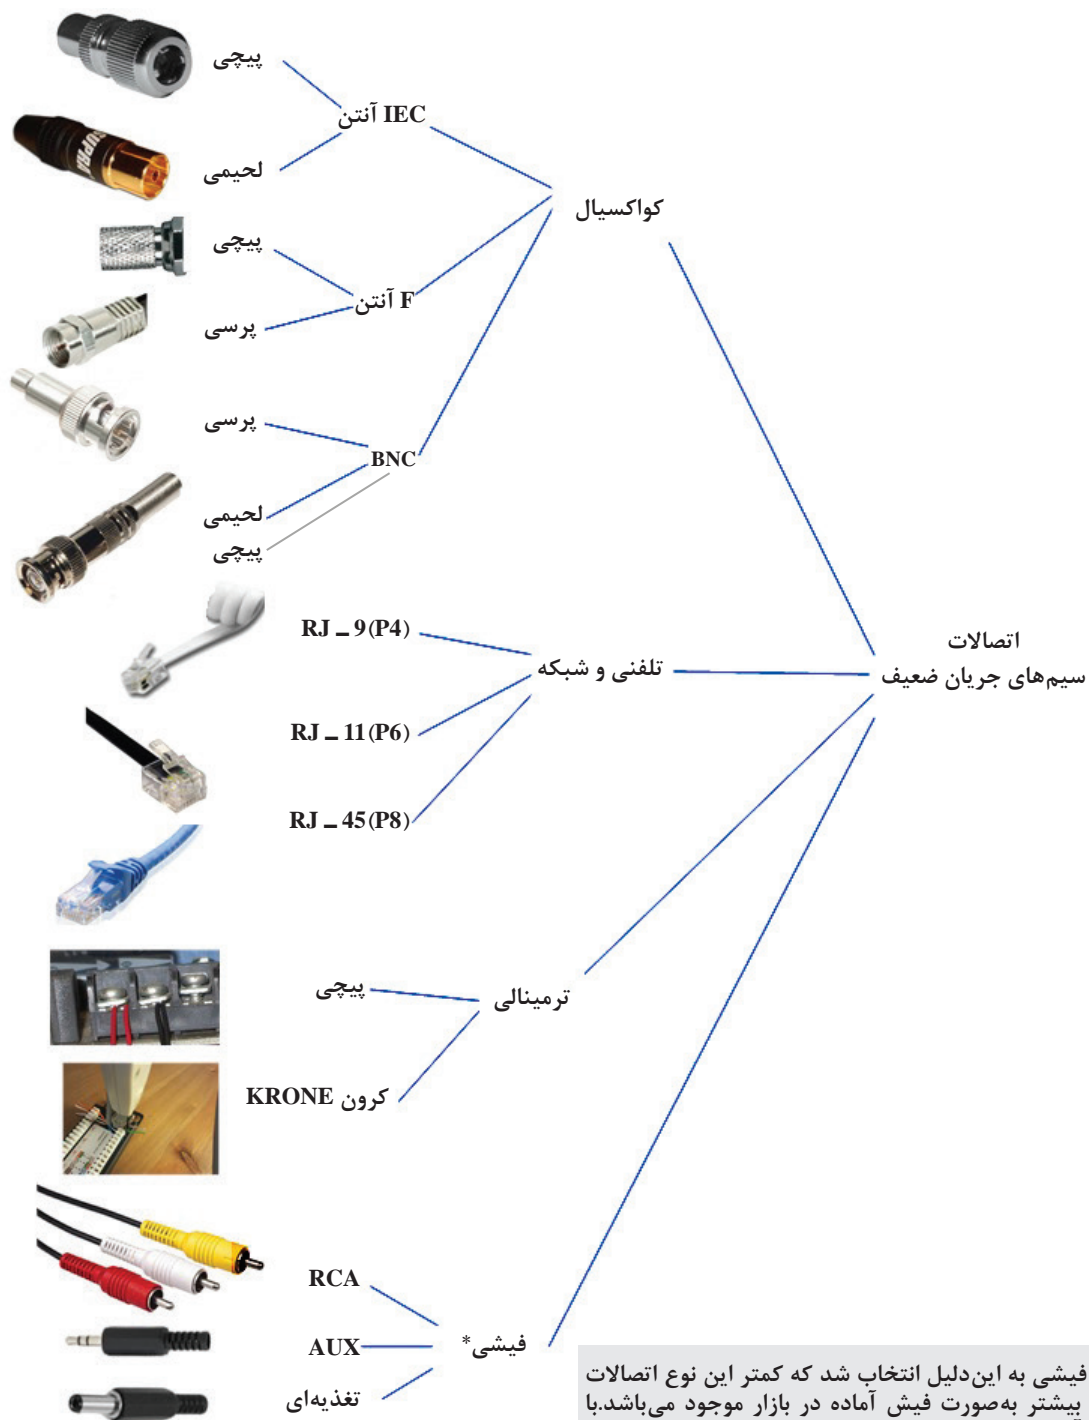 پیچی
IEC آنتن
لحیمی
SUPRA
کواکسیال
پیچی
F آنتن
پرسی
پرسی
BNC
لحیمی
پیچی
RJ – 9(P4)
اتصالات
سیم‌های جریان ضعیف
تلفنی و شبکه
RJ – 11(P6)
RJ – 45(P8)
پیچی
ترمینالی
کرون KRONE
RCA
فیشی*
AUX
تغذیه‌ای
فیشی به این‌دلیل انتخاب شد که کمتر این نوع اتصالات
بیشتر به‌صورت فیش آماده در بازار موجود می‌باشد.با